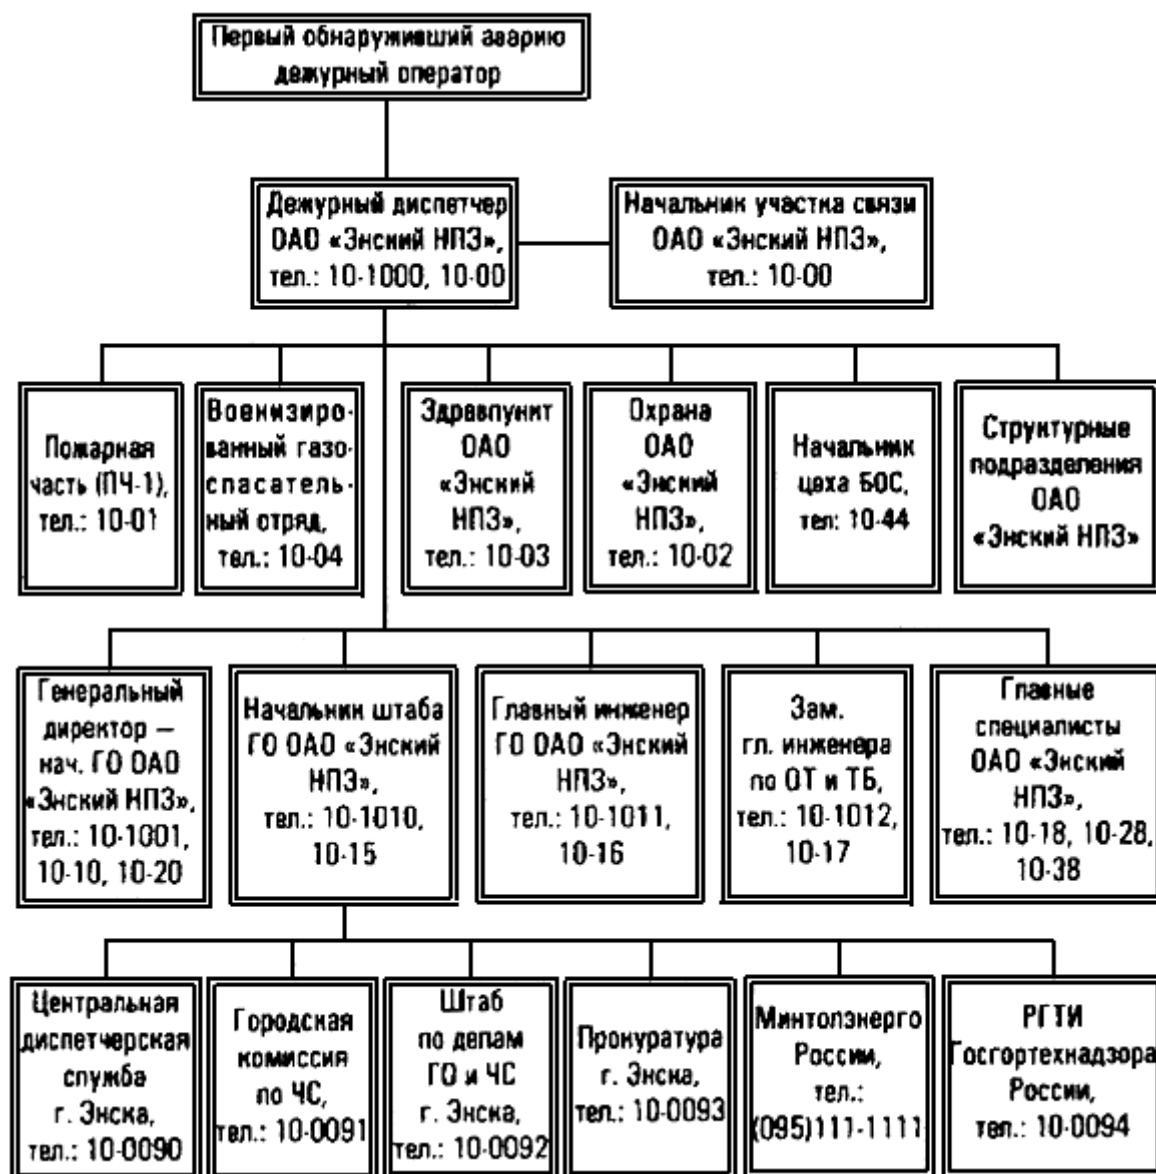 Первый обнаруживший аварию
дежурный оператор
Дежурный диспетчер
ОАО «Энский НПЗ»,
тел.: 10-1000, 10-00
Начальник участка связи
ОАО «Энский НПЗ»,
тел.: 10-00
Пожарная
часть (ПЧ-1),
тел.: 10-01
Военизиро-
ванный газо-
спасатель-
ный отряд,
тел.: 10-04
Здравпункт
ОАО
«Энский
НПЗ»,
тел.: 10-03
Охрана
ОАО
«Энский
НПЗ»,
тел.: 10-02
Начальник
цеха БОС,
тел: 10-44
Структурные
подразделения
ОАО
«Энский НПЗ»
Генеральный
директор —
нач. ГО ОАО
«Энский НПЗ»,
тел.: 10-1001,
10-10, 10-20
Начальник штаба
ГО ОАО «Энский
НПЗ»,
тел.: 10-1010,
10-15
Главный инженер
ГО ОАО «Энский
НПЗ»,
тел.: 10-1011,
10-16
Зам.
гл. инженера
по ОТ и ТБ,
тел.: 10-1012,
10-17
Главные
специалисты
ОАО «Энский
НПЗ»,
тел.: 10-18, 10-28,
10-38
Центральная
диспетчерская
служба
г. Энска,
тел.: 10-0090
Городская
комиссия
по ЧС,
тел.: 10-0091
Штаб
по делам
ГО и ЧС
г. Энска,
тел.: 10-0092
Прокуратура
г. Энска,
тел.: 10-0093
Минтопэнерго
России,
тел.:
(095)111-1111
РГТИ
Госгортехнадзора
России,
тел.: 10-0094